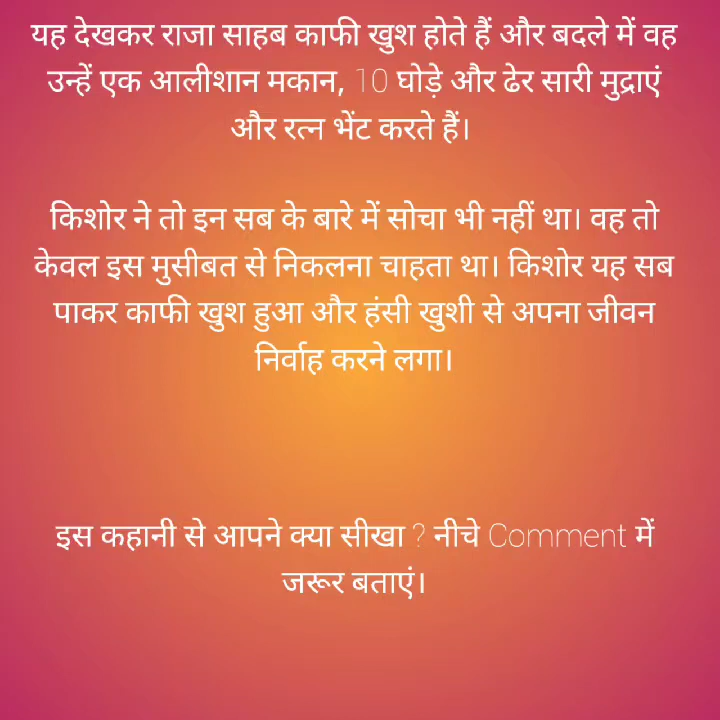 यह देखकर राजा साहब काफी खुश होते हैं और बदले में वह
उन्हें एक आलीशान मकान, 10 घोड़े और ढेर सारी मुद्राएं
और रत्न भेंट करते हैं।
किशोर ने तो इन सब के बारे में सोचा भी नहीं था। वह तो
केवल इस मुसीबत से निकलना चाहता था। किशोर यह सब
पाकर काफी खुश हुआ और हंसी खुशी से अपना जीवन
निर्वाह करने लगा।
इस कहानी से आपने क्या सीखा ? नीचे Comment में
जरूर बताएं।